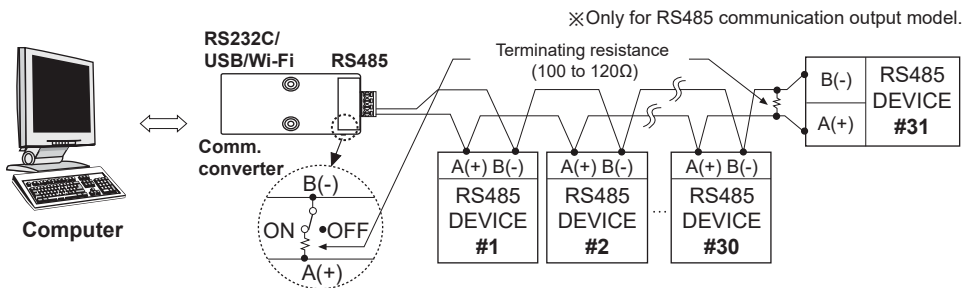 ※Only for RS485 communication output model.
RS232C/
USB/Wi-Fi
RS485
Comm.
converter
Computer
Terminating resistance
(100 to 120Ω)
B(-)
ON
OFF
A(+)
A(+) B(-)
RS485
DEVICE
#1
A(+) B(-)
RS485
DEVICE
#2
...
A(+) B(-)
RS485
DEVICE
#30
B(-)
A(+)
RS485
DEVICE
#31